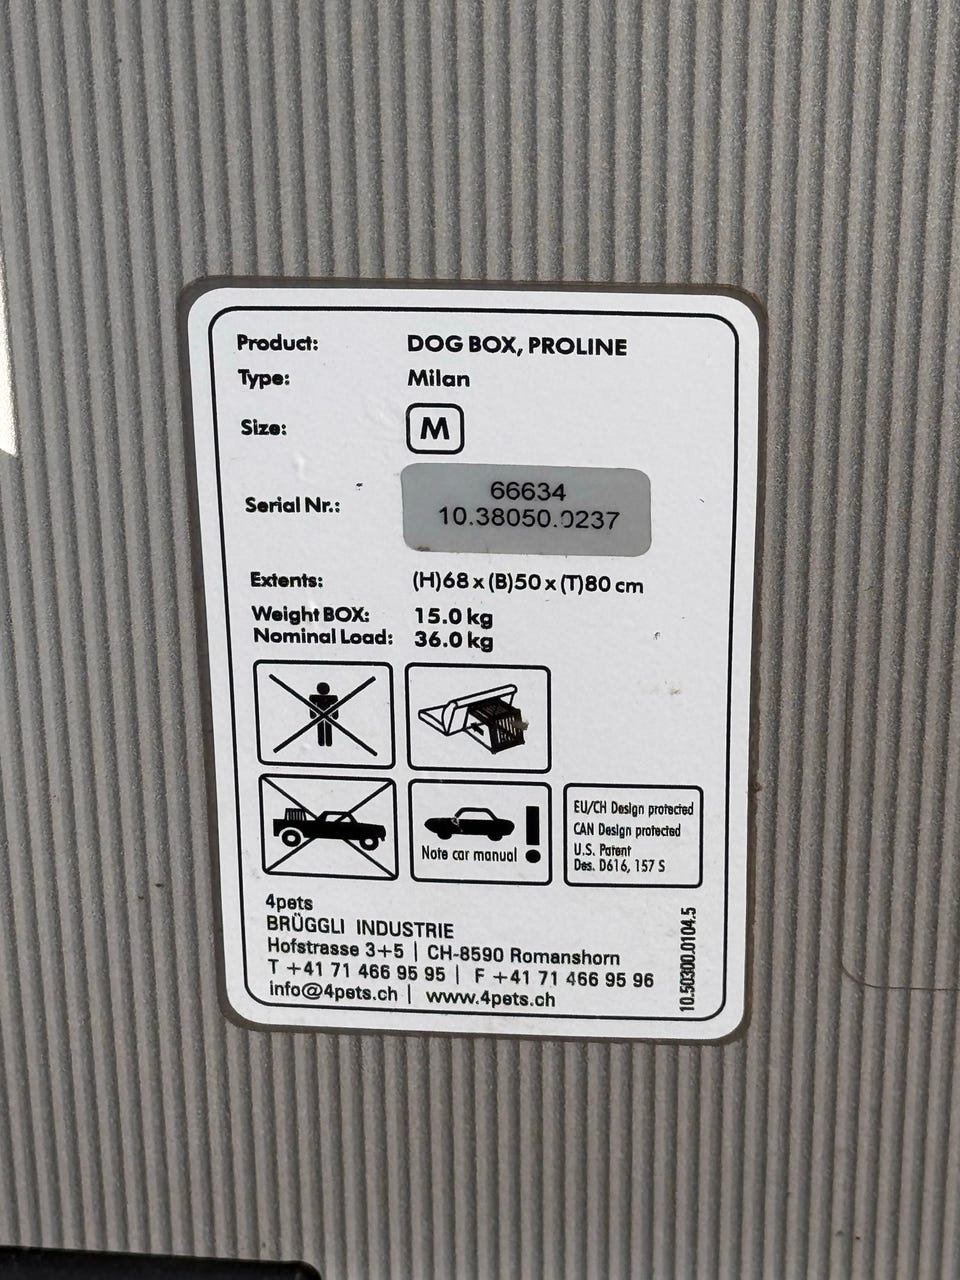 Product: DOG BOX, PROLINE
Type: Milan
Size: M
Serial Nr.: 66634
10.38050.0237
Extents: (H)68 x (B)50 x (T)80 cm
Weight BOX: 15.0 kg
Nominal Load: 36.0 kg
Note car manual !
EU/CH Design protected
CAN Design protected
U.S. Patent
Des. D616, 157 S
4pets
BRÜGGLI INDUSTRIE
Hofstrasse 3+5 | CH-8590 Romanshorn
T +41 71 466 95 95 | F +41 71 466 95 96
info@4pets.ch | www.4pets.ch
10.50300.0104.5